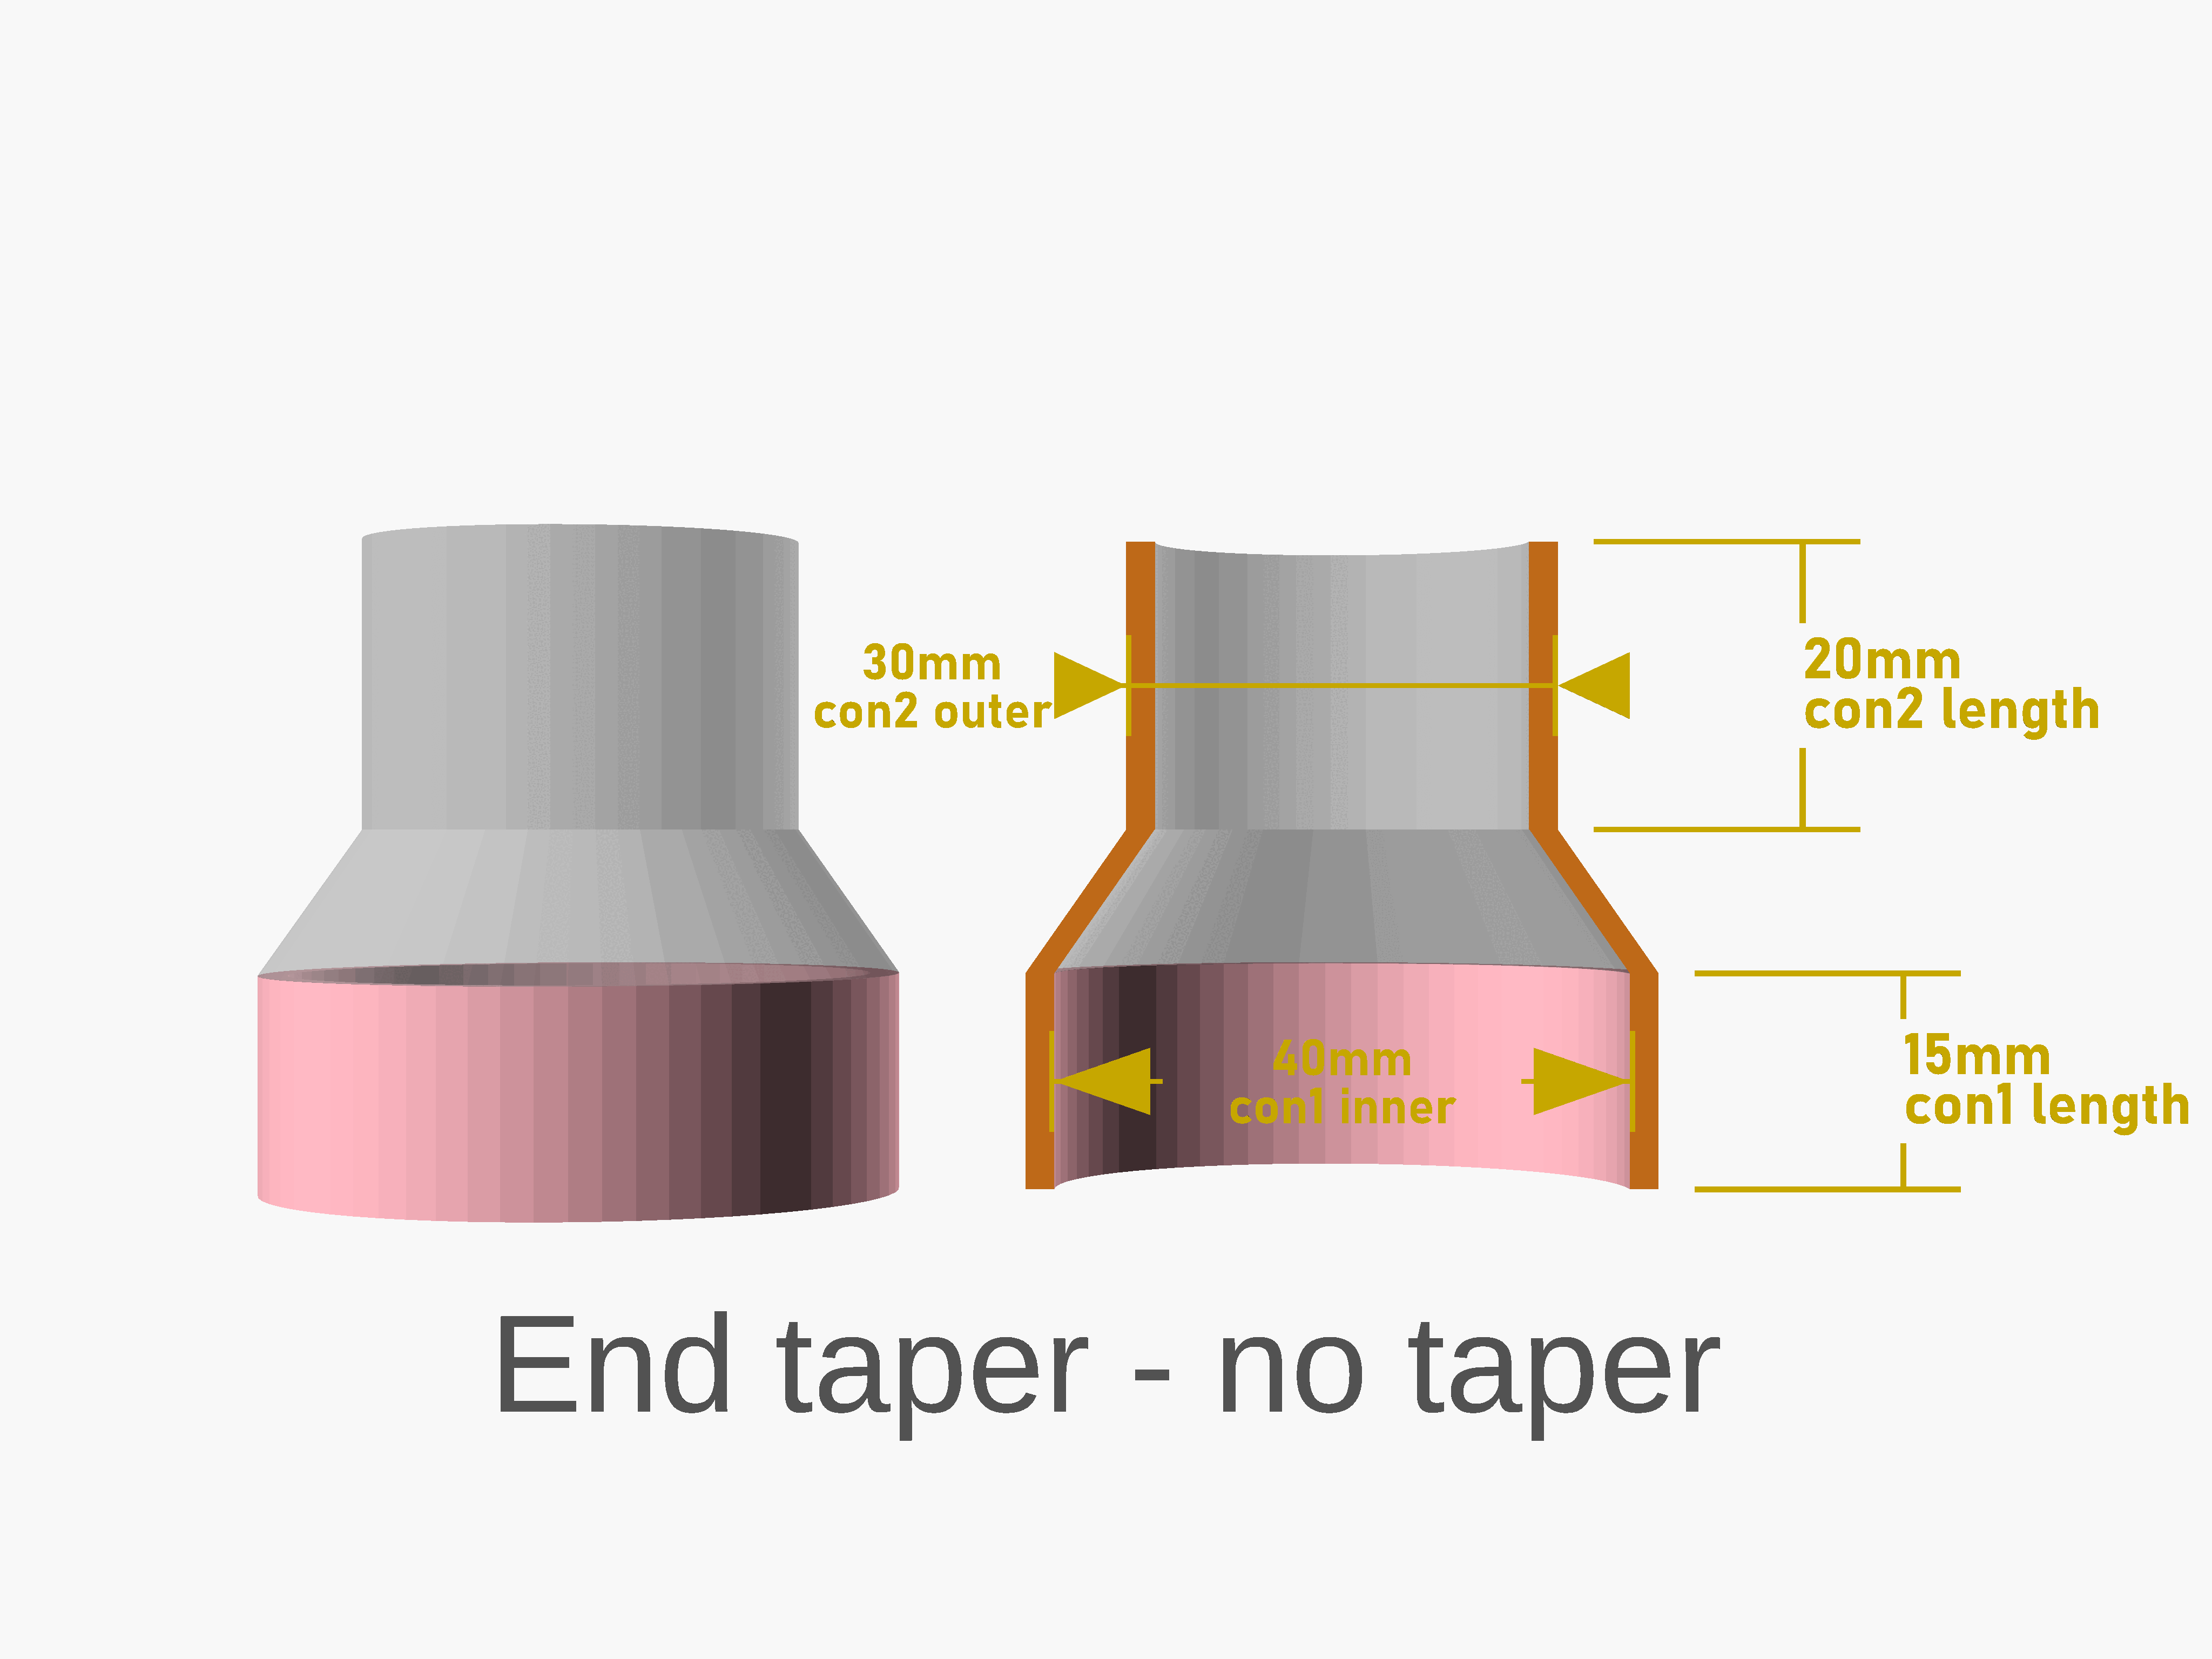 30mm
con2 outer
20mm
con2 length
40mm
con1 inner
15mm
con1 length
End taper - no taper